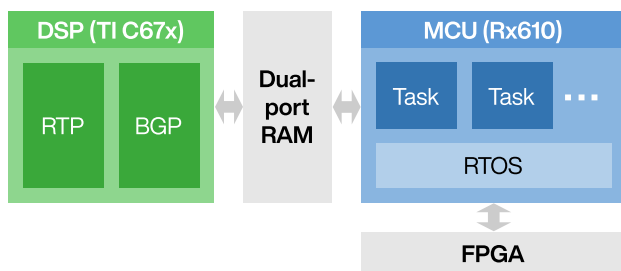 DSP (TI C67x)
RTP
BGP
Dual-
port
RAM
MCU (Rx610)
Task
Task
...
RTOS
FPGA